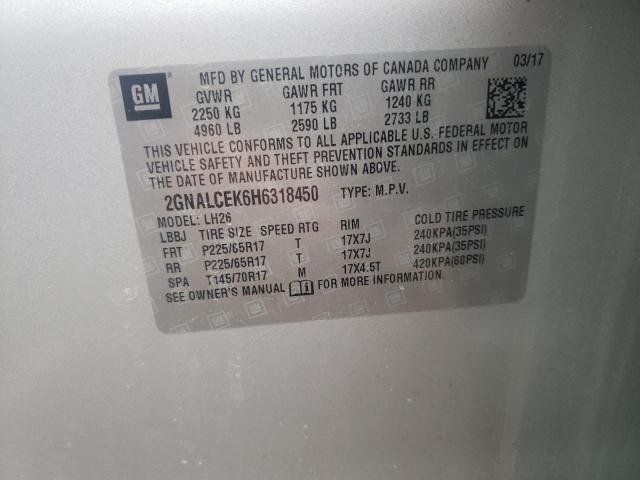 GM
MFD BY GENERAL MOTORS OF CANADA COMPANY 03/17
GVWR GAWR FRT GAWR RR
2250 KG 1175 KG 1240 KG
4960 LB 2590 LB 2733 LB
THIS VEHICLE CONFORMS TO ALL APPLICABLE U.S. FEDERAL MOTOR
VEHICLE SAFETY AND THEFT PREVENTION STANDARDS IN EFFECT ON
THE DATE OF MANUFACTURE SHOWN ABOVE.
2GNALCEK6H6318450 TYPE: M.P.V.
MODEL: LH26
LBBJ TIRE SIZE SPEED RTG RIM COLD TIRE PRESSURE
FRT P225/65R17 T 17X7J 240KPA(35PSI)
RR P225/65R17 T 17X7J 240KPA(35PSI)
SPA T145/70R17 M 17X4.5T 420KPA(60PSI)
SEE OWNER'S MANUAL FOR MORE INFORMATION.